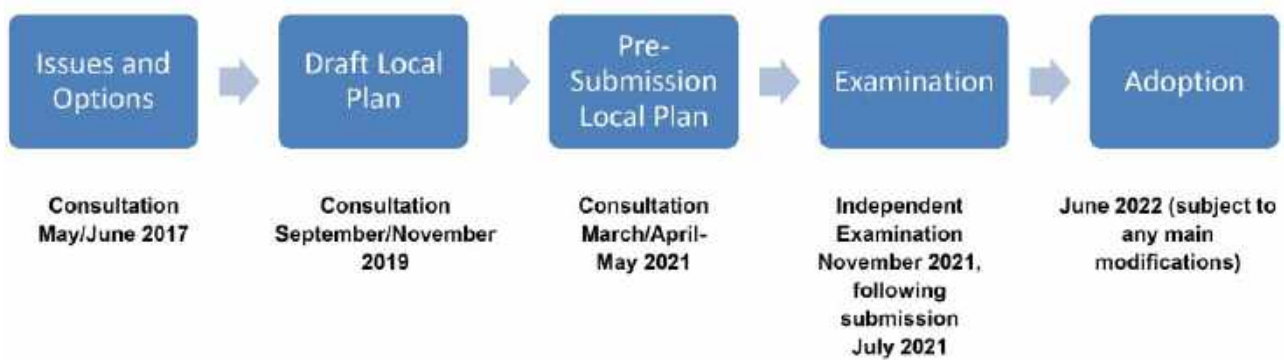 Issues and
Options
Draft Local
Plan
Pre-
Submission
Local Plan
Examination
Adoption
Consultation
May/June 2017
Consultation
September/November
2019
Consultation
March/April-
May 2021
Independent
Examination
November 2021,
following
submission
July 2021
June 2022 (subject to
any main
modifications)